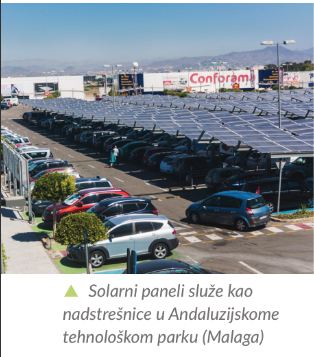 Conforama
▲ Solarni paneli služe kao
nadstrešnice u Andaluzijskome
tehnološkom parku (Malaga)